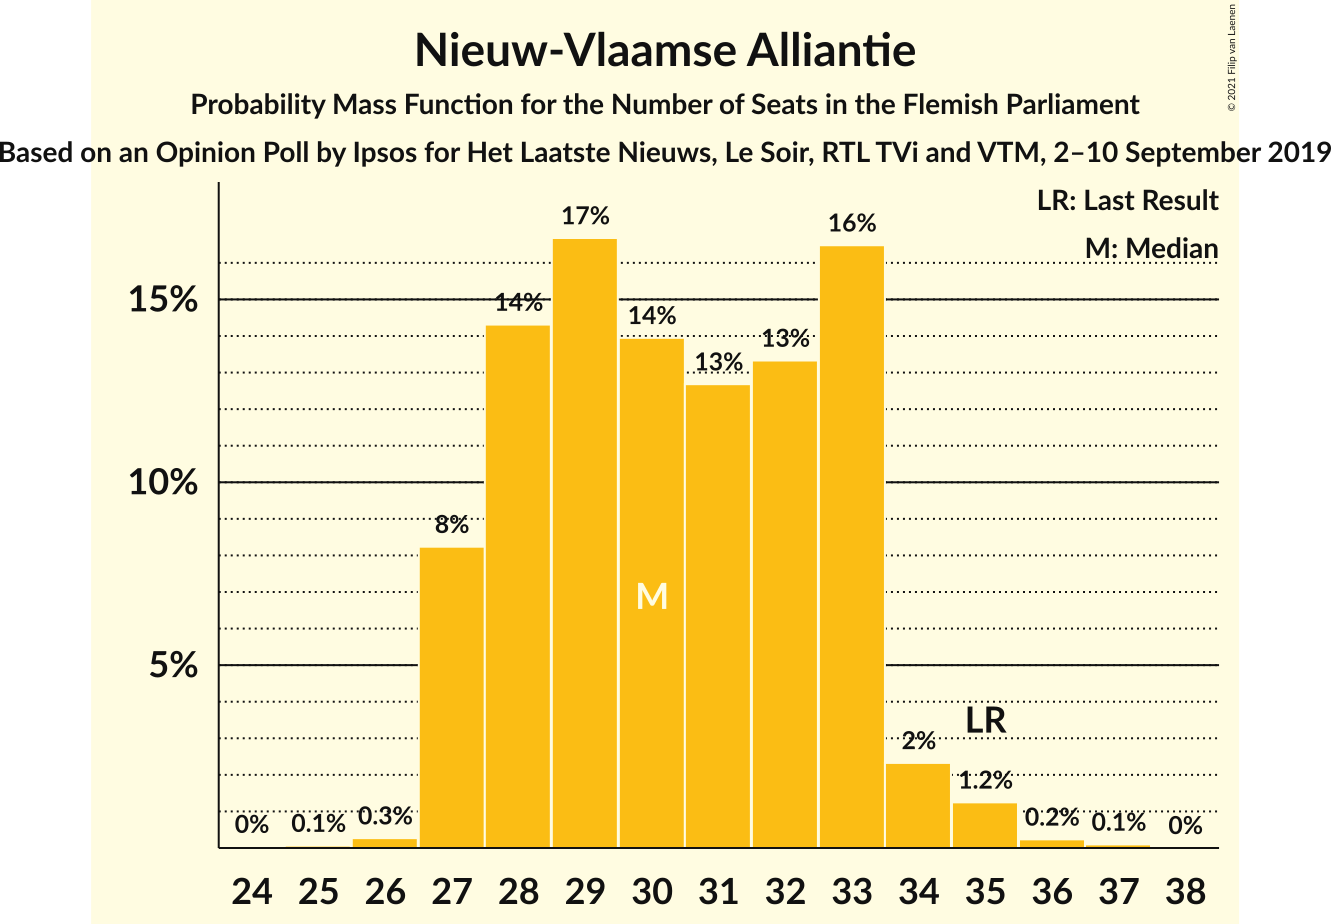 Nieuw-Vlaamse Alliantie
Probability Mass Function for the Number of Seats in the Flemish Parliament
Based on an Opinion Poll by Ipsos for Het Laatste Nieuws, Le Soir, RTL TVi and VTM, 2–10 September 2019
© 2021 Filip van Laenen
LR: Last Result
M: Median
17%
16%
15%
14%
14%
13%
13%
10%
8%
M
5%
LR
2%
1.2%
0% 0.1% 0.3% 0.2% 0.1% 0%
24 25 26 27 28 29 30 31 32 33 34 35 36 37 38